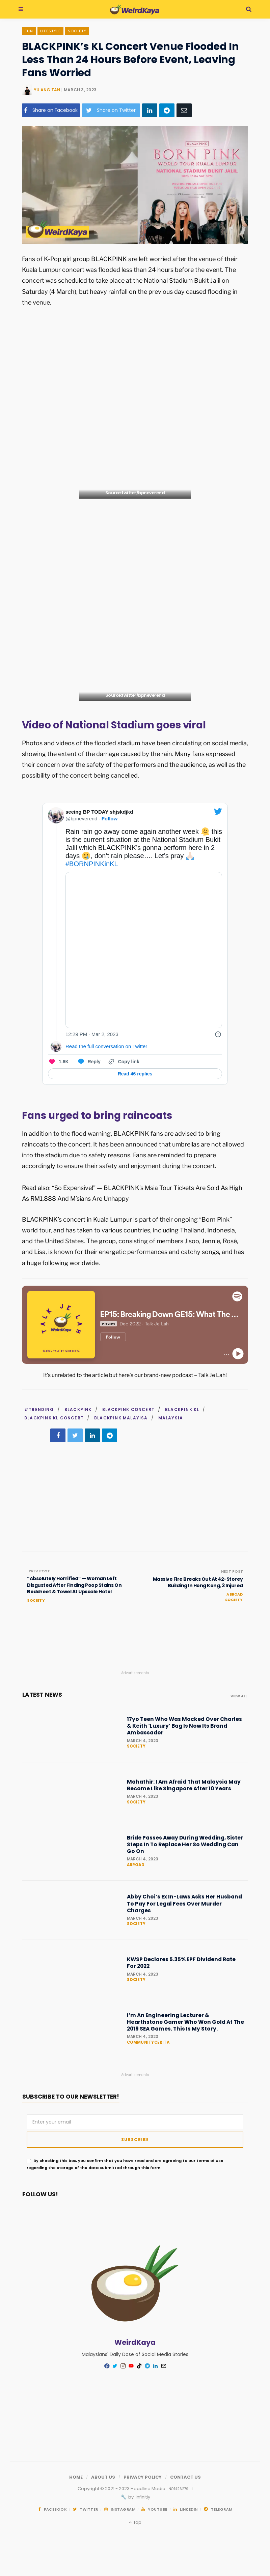 WeirdKaya
FUN
LIFESTYLE
SOCIETY
BLACKPINK’s KL Concert Venue Flooded In
Less Than 24 Hours Before Event, Leaving
Fans Worried
MARCH 3, 2023
Share on Facebook
Share on Twitter
WeirdKaya
BORN PINK
WORLD TOUR KUALA LUMPUR
NATIONAL STADIUM BUKIT JALIL
Fans of K-Pop girl group BLACKPINK are left worried after the venue of their
Kuala Lumpur concert was flooded less than 24 hours before the event. The
concert was scheduled to take place at the National Stadium Bukit Jalil on
Saturday (4 March), but heavy rainfall on the previous day caused flooding in
the venue.
Video of National Stadium goes viral
Photos and videos of the flooded stadium have been circulating on social media,
showing the extent of the damage caused by the rain. Many fans expressed
their concern over the safety of the performers and the audience, as well as the
possibility of the concert being cancelled.
seeing BP TODAY shjskdjkd
@bpneverend · Follow
Rain rain go away come again another week 🫠 this
is the current situation at the National Stadium Bukit
Jalil which BLACKPINK's gonna perform here in 2
days 🥲, don't rain please…. Let's pray 🙏🏻
#BORNPINKinKL
12:29 PM · Mar 2, 2023
Read the full conversation on Twitter
1.6K
Reply
Copy link
Read 46 replies
Fans urged to bring raincoats
In addition to the flood warning, BLACKPINK fans are advised to bring
raincoats to the concert. It has been announced that umbrellas are not allowed
inside the stadium due to safety reasons. Fans are reminded to prepare
accordingly to ensure their safety and enjoyment during the concert.
Read also: “So Expensive!” — BLACKPINK’s Msia Tour Tickets Are Sold As High
As RM1,888 And M’sians Are Unhappy
BLACKPINK’s concert in Kuala Lumpur is part of their ongoing “Born Pink”
world tour, and has taken them to various countries, including Thailand, Indonesia,
and the United States. The group, consisting of members Jisoo, Jennie, Rosé,
and Lisa, is known for their energetic performances and catchy songs, and has
a huge following worldwide.
TALK JE LAH
WeirdKaya
EP15: Breaking Down GE15: What The ...
PREVIEW
Dec 2022 · Talk Je Lah
Follow
It’s unrelated to the article but here’s our brand-new podcast – Talk Je Lah!
#TRENDING / BLACKPINK / BLACKPINK CONCERT / BLACKPINK KL /
BLACKPINK KL CONCERT / BLACKPINK MALAYISA / MALAYSIA
PREV POST
“Absolutely Horrified” — Woman Left
Disgusted After Finding Poop Stains On
Bedsheet & Towel At Upscale Hotel
SOCIETY
NEXT POST
Massive Fire Breaks Out At 42-Storey
Building In Hong Kong, 3 Injured
ABROAD
SOCIETY
- Advertisements -
LATEST NEWS
VIEW ALL
17yo Teen Who Was Mocked Over Charles
& Keith ‘Luxury’ Bag Is Now Its Brand
Ambassador
MARCH 4, 2023
SOCIETY
Mahathir: I Am Afraid That Malaysia May
Become Like Singapore After 10 Years
MARCH 4, 2023
SOCIETY
Bride Passes Away During Wedding, Sister
Steps In To Replace Her So Wedding Can
Go On
MARCH 4, 2023
ABROAD
Abby Choi’s Ex In-Laws Asks Her Husband
To Pay For Legal Fees Over Murder
Charges
MARCH 4, 2023
SOCIETY
KWSP Declares 5.35% EPF Dividend Rate
For 2022
MARCH 4, 2023
SOCIETY
I’m An Engineering Lecturer &
Hearthstone Gamer Who Won Gold At The
2019 SEA Games. This Is My Story.
MARCH 4, 2023
COMMUNITYCERITA
- Advertisements -
SUBSCRIBE TO OUR NEWSLETTER!
Enter your email
SUBSCRIBE
By checking this box, you confirm that you have read and are agreeing to our terms of use
regarding the storage of the data submitted through this form.
FOLLOW US!
WeirdKaya
Malaysians' Daily Dose of Social Media Stories
HOME / ABOUT US / PRIVACY POLICY / CONTACT US
by Infinity
FACEBOOK
TWITTER
INSTAGRAM
YOUTUBE
LINKEDIN
TELEGRAM
Top